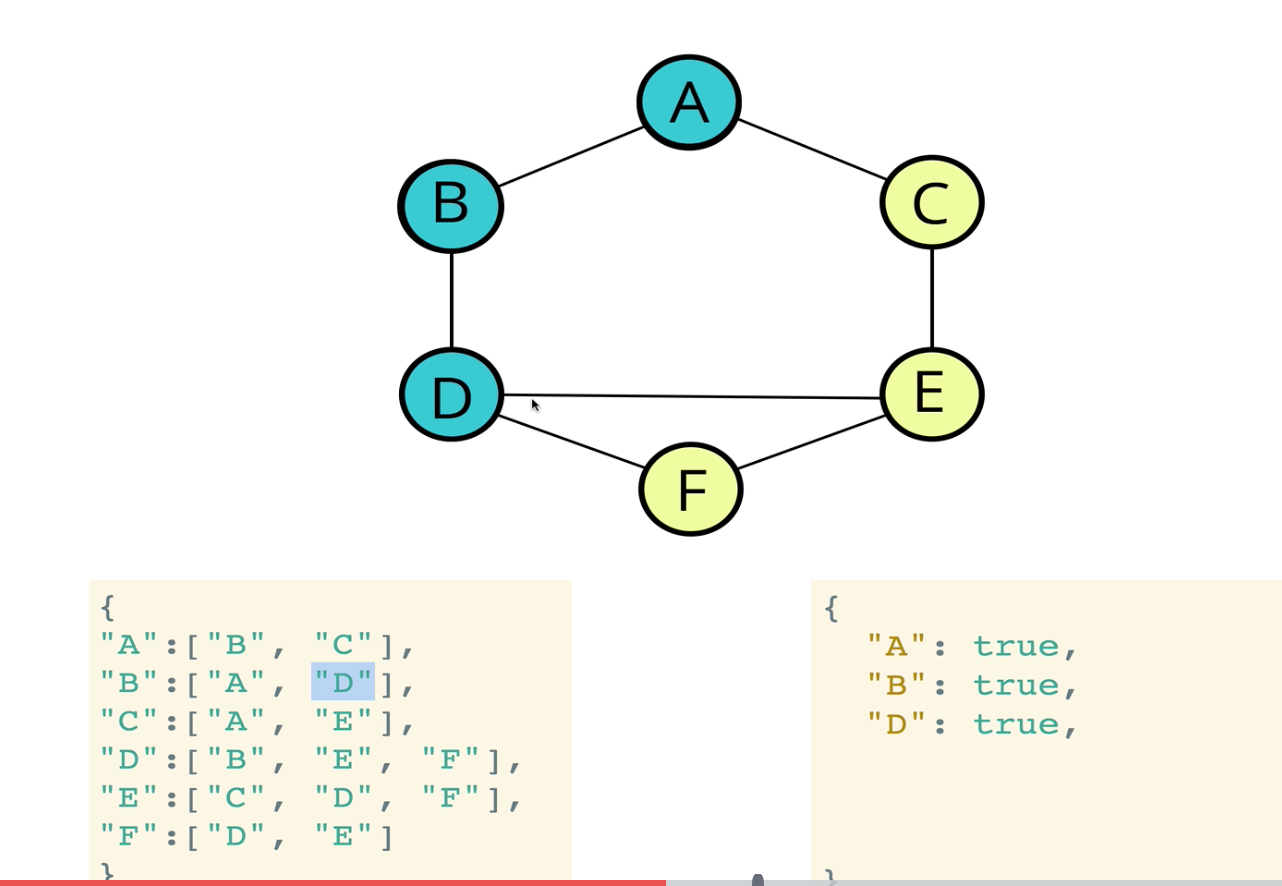 A
B
C
D
E
F
{
"A":["B", "C"],
"B":["A", "D"],
"C":["A", "E"],
"D":["B", "E", "F"],
"E":["C", "D", "F"],
"F":["D", "E"]
}
{
"A": true,
"B": true,
"D": true,
}